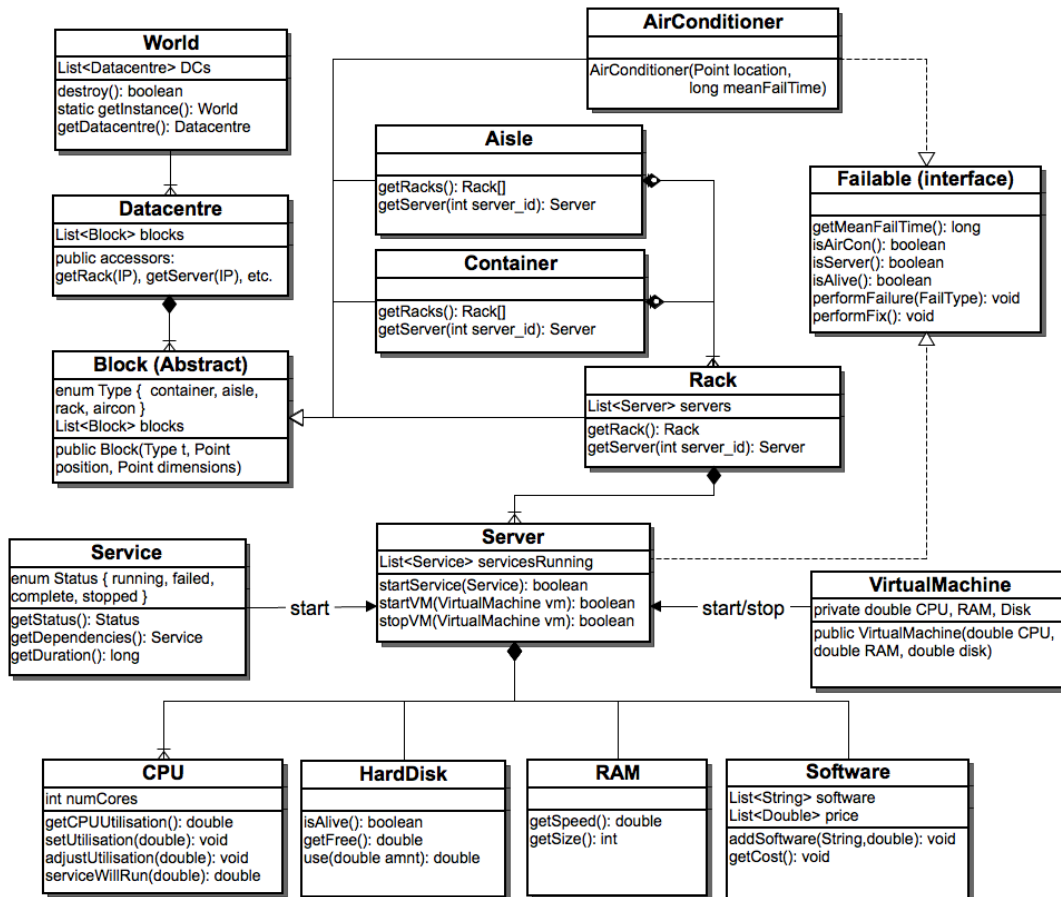 World
List<Datacentre> DCs
destroy(): boolean
static getInstance(): World
getDatacentre(): Datacentre
AirConditioner
AirConditioner(Point location,
long meanFailTime)
Aisle
getRacks(): Rack[]
getServer(int server_id): Server
Failable (interface)
getMeanFailTime(): long
isAirCon(): boolean
isServer(): boolean
isAlive(): boolean
performFailure(FailType): void
performFix(): void
Datacentre
List<Block> blocks
public accessors:
getRack(IP), getServer(IP), etc.
Container
getRacks(): Rack[]
getServer(int server_id): Server
Block (Abstract)
enum Type { container, aisle,
rack, aircon }
List<Block> blocks
public Block(Type t, Point
position, Point dimensions)
Rack
List<Server> servers
getRack(): Rack
getServer(int server_id): Server
Service
enum Status { running, failed,
complete, stopped }
getStatus(): Status
getDependencies(): Service
getDuration(): long
start
Server
List<Service> servicesRunning
startService(Service): boolean
startVM(VirtualMachine vm): boolean
stopVM(VirtualMachine vm): boolean
start/stop
VirtualMachine
private double CPU, RAM, Disk
public VirtualMachine(double CPU,
double RAM, double disk)
CPU
int numCores
getCPUUtilisation(): double
setUtilisation(double): void
adjustUtilisation(double): void
serviceWillRun(double): double
HardDisk
isAlive(): boolean
getFree(): double
use(double amnt): double
RAM
getSpeed(): double
getSize(): int
Software
List<String> software
List<Double> price
addSoftware(String,double): void
getCost(): void